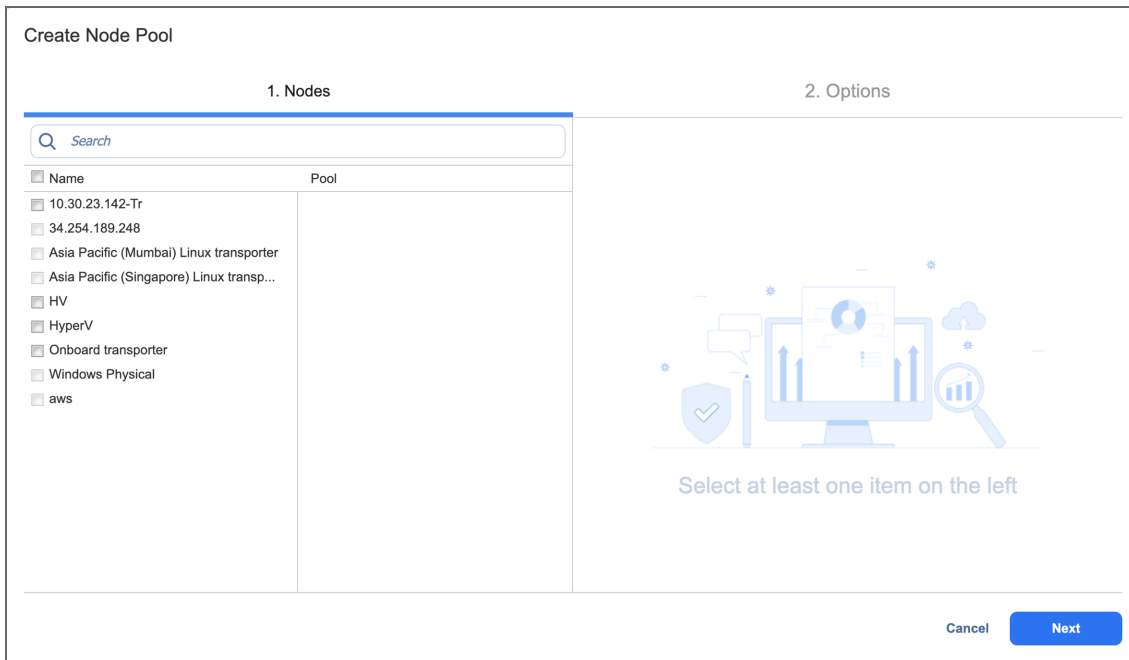 Create Node Pool
1. Nodes
2. Options
Search
Name Pool
10.30.23.142-Tr
34.254.189.248
Asia Pacific (Mumbai) Linux transporter
Asia Pacific (Singapore) Linux transp...
HV
HyperV
Onboard transporter
Windows Physical
aws
Select at least one item on the left
Cancel Next